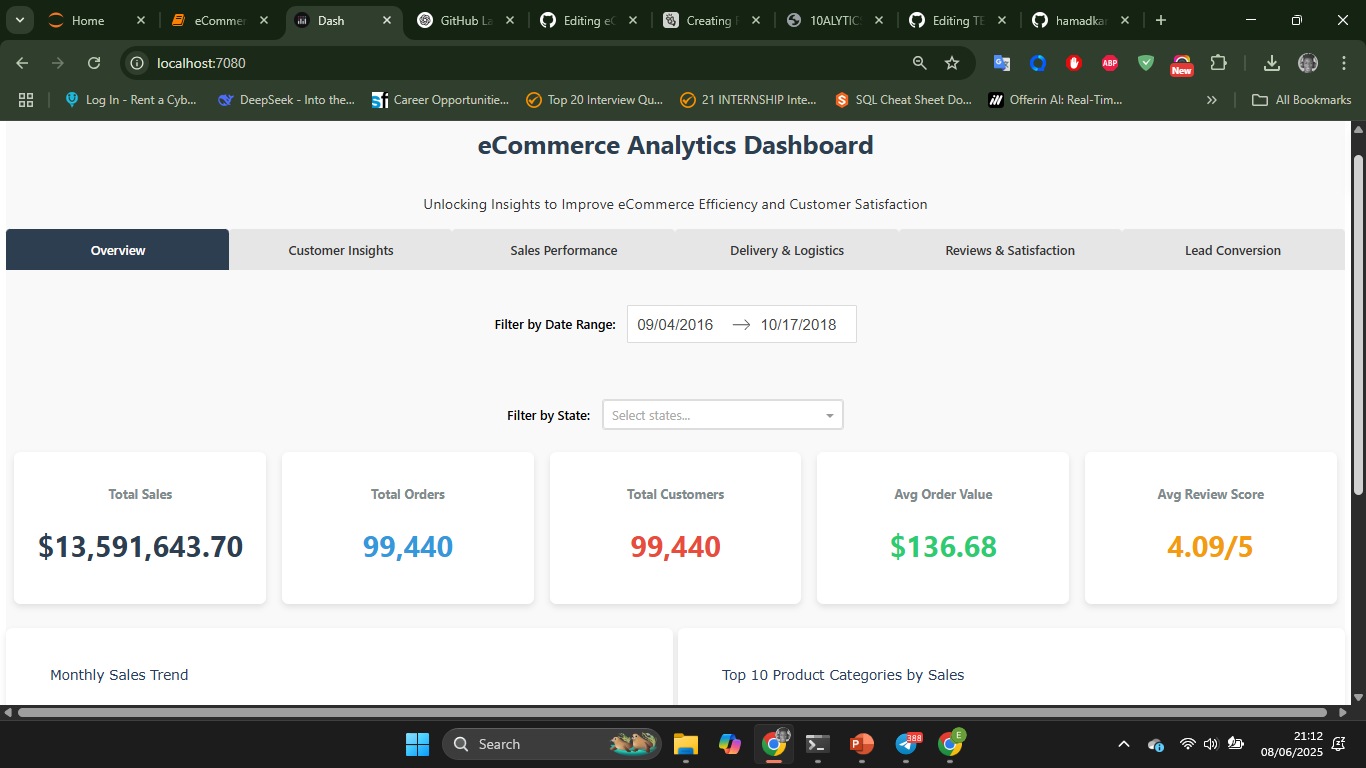 Home
eCommer
Dash
GitHub La
Editing eC
Creating
10ALYTIC
Editing TE
hamadkar
localhost:7080
New
ABP
Log In - Rent a Cyb...
DeepSeek - Into the...
Career Opportunitie...
Top 20 Interview Qu...
21 INTERNSHIP Inte...
SQL Cheat Sheet Do...
Offerin AI: Real-Tim...
All Bookmarks
eCommerce Analytics Dashboard
Unlocking Insights to Improve eCommerce Efficiency and Customer Satisfaction
Overview
Customer Insights
Sales Performance
Delivery & Logistics
Reviews & Satisfaction
Lead Conversion
Filter by Date Range:
09/04/2016
10/17/2018
Filter by State:
Select states...
Total Sales
$13,591,643.70
Total Orders
99,440
Total Customers
99,440
Avg Order Value
$136.68
Avg Review Score
4.09/5
Monthly Sales Trend
Top 10 Product Categories by Sales
Search
388
E
21:12
08/06/2025